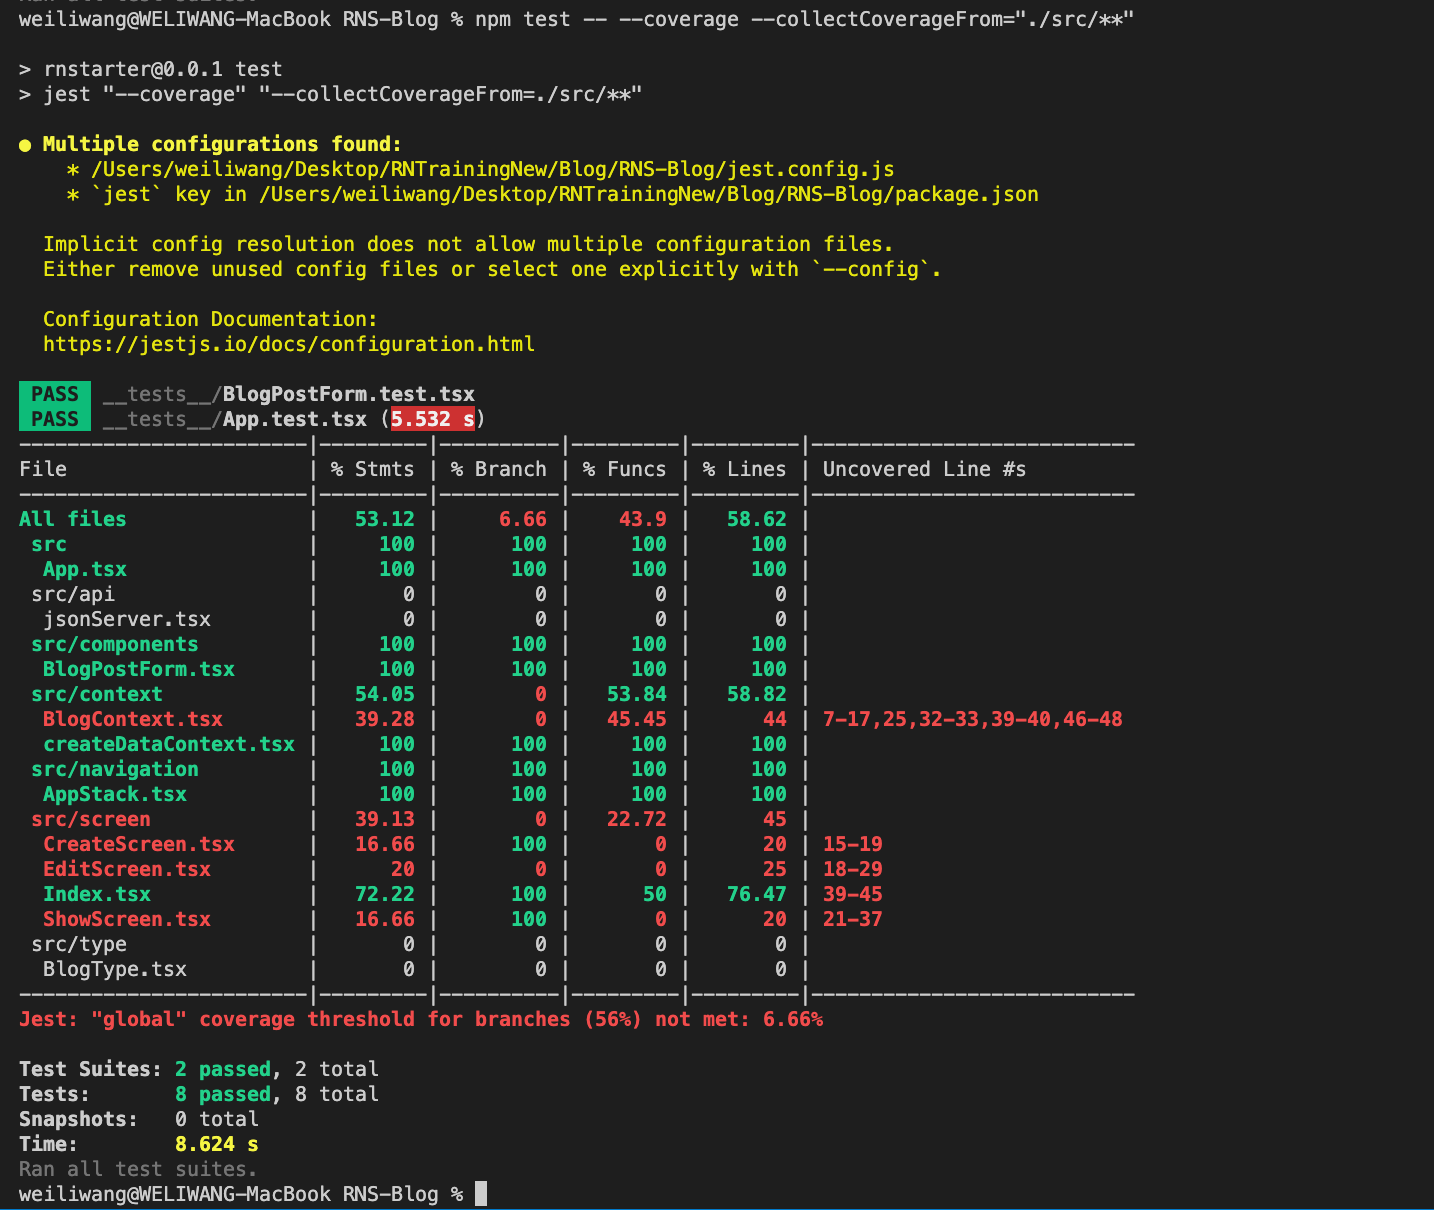 weiliwang@WELIWANG-MacBook RNS-Blog % npm test -- --coverage --collectCoverageFrom="./src/**"
> rnstarter@0.0.1 test
> jest "--coverage" "--collectCoverageFrom=./src/**"
● Multiple configurations found:
* /Users/weiliwang/Desktop/RNTrainingNew/Blog/RNS-Blog/jest.config.js
* `jest` key in /Users/weiliwang/Desktop/RNTrainingNew/Blog/RNS-Blog/package.json
Implicit config resolution does not allow multiple configuration files.
Either remove unused config files or select one explicitly with `--config`.
Configuration Documentation:
https://jestjs.io/docs/configuration.html
PASS __tests__/BlogPostForm.test.tsx
PASS __tests__/App.test.tsx (5.532 s)
File | % Stmts | % Branch | % Funcs | % Lines | Uncovered Line #s
All files | 53.12 | 6.66 | 43.9 | 58.62 |
src | 100 | 100 | 100 | 100 |
App.tsx | 100 | 100 | 100 | 100 |
src/api | 0 | 0 | 0 | 0 |
jsonServer.tsx | 0 | 0 | 0 | 0 |
src/components | 100 | 100 | 100 | 100 |
BlogPostForm.tsx | 100 | 100 | 100 | 100 |
src/context | 54.05 | 0 | 53.84 | 58.82 |
BlogContext.tsx | 39.28 | 0 | 45.45 | 44 | 7-17,25,32-33,39-40,46-48
createDataContext.tsx | 100 | 100 | 100 | 100 |
src/navigation | 100 | 100 | 100 | 100 |
AppStack.tsx | 100 | 100 | 100 | 100 |
src/screen | 39.13 | 0 | 22.72 | 45 |
CreateScreen.tsx | 16.66 | 100 | 0 | 20 | 15-19
EditScreen.tsx | 20 | 0 | 0 | 25 | 18-29
Index.tsx | 72.22 | 100 | 50 | 76.47 | 39-45
ShowScreen.tsx | 16.66 | 100 | 0 | 20 | 21-37
src/type | 0 | 0 | 0 | 0 |
BlogType.tsx | 0 | 0 | 0 | 0 |
Jest: "global" coverage threshold for branches (56%) not met: 6.66%
Test Suites: 2 passed, 2 total
Tests: 8 passed, 8 total
Snapshots: 0 total
Time: 8.624 s
Ran all test suites.
weiliwang@WELIWANG-MacBook RNS-Blog %